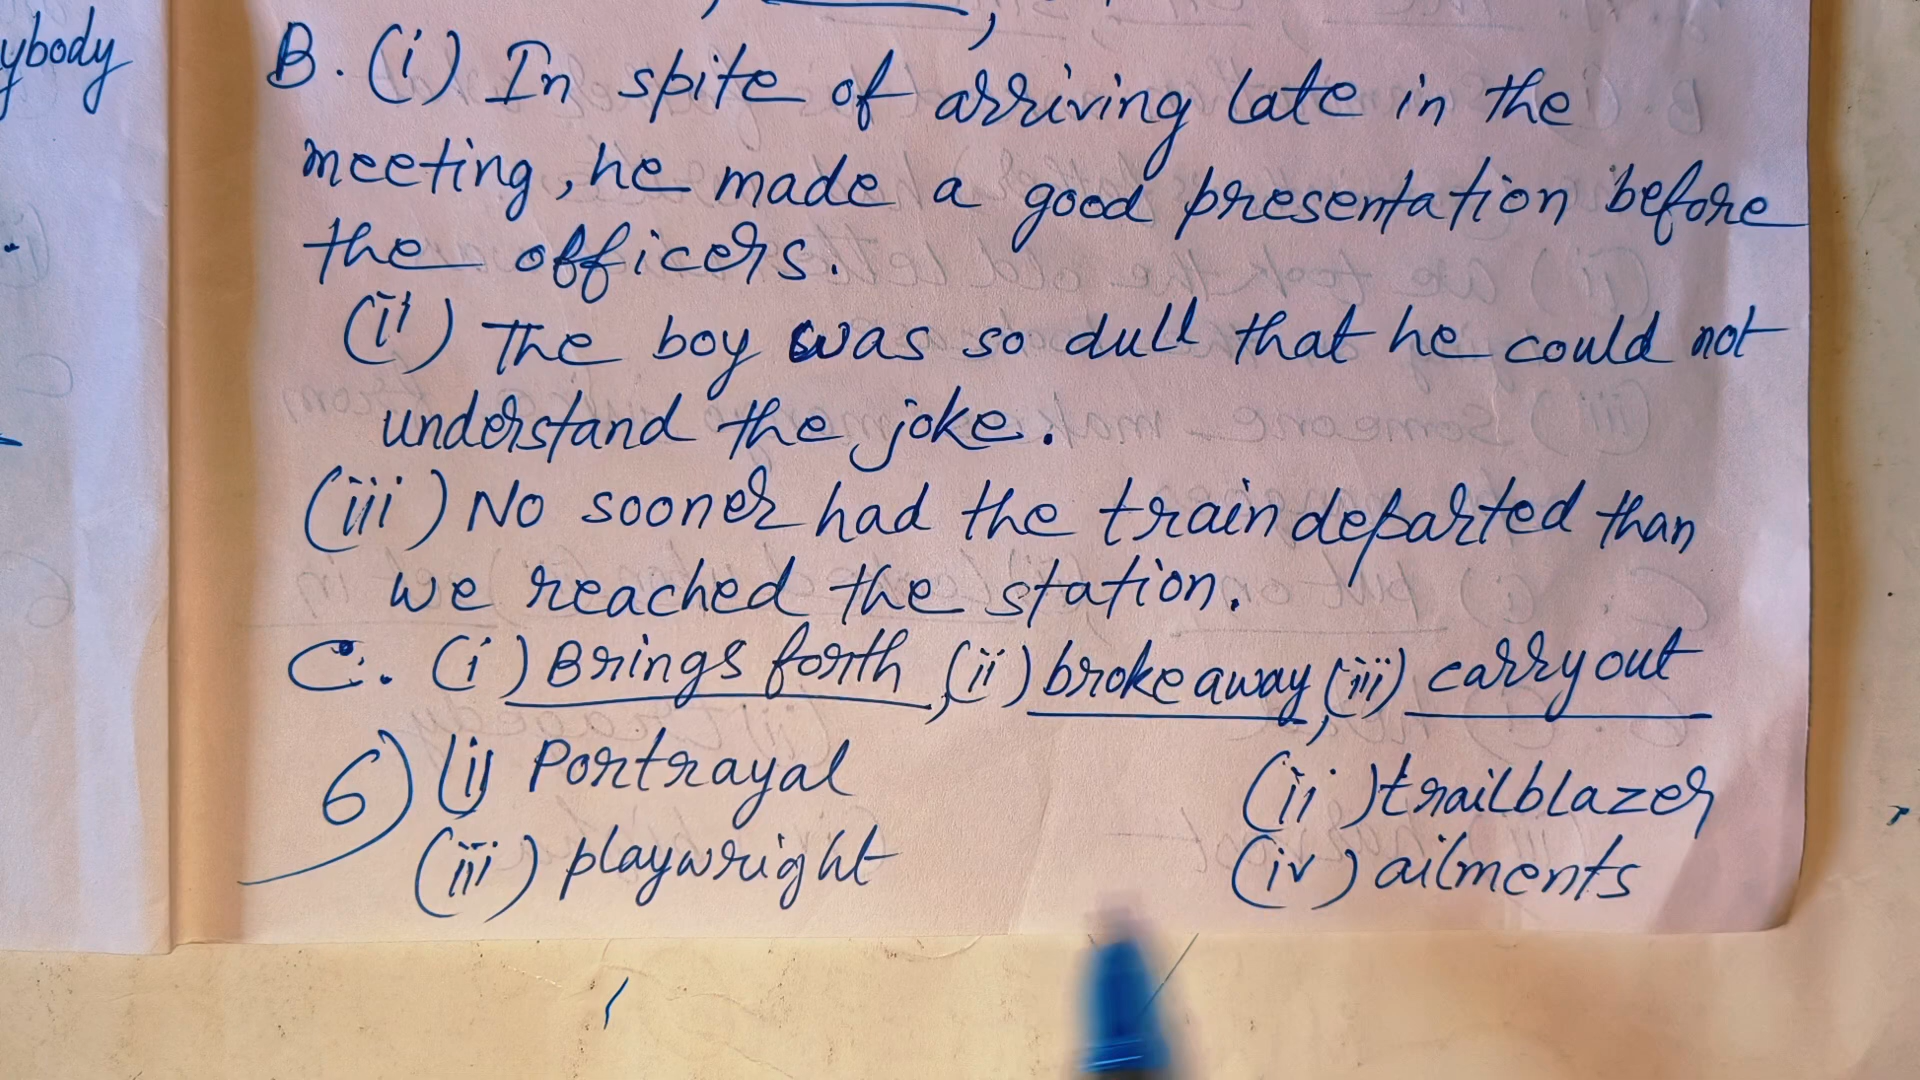 ybody
B. (i) In spite of arriving late in the
meeting, he made a good presentation before
the officers.
(ii) The boy was so dull that he could not
understand the joke.
(iii) No sooner had the train departed than
we reached the station.
C. (i) Brings forth, (ii) broke away, (iii) carry out
6) (i) Portrayal (ii) trailblazer
(iii) playwright (iv) ailments